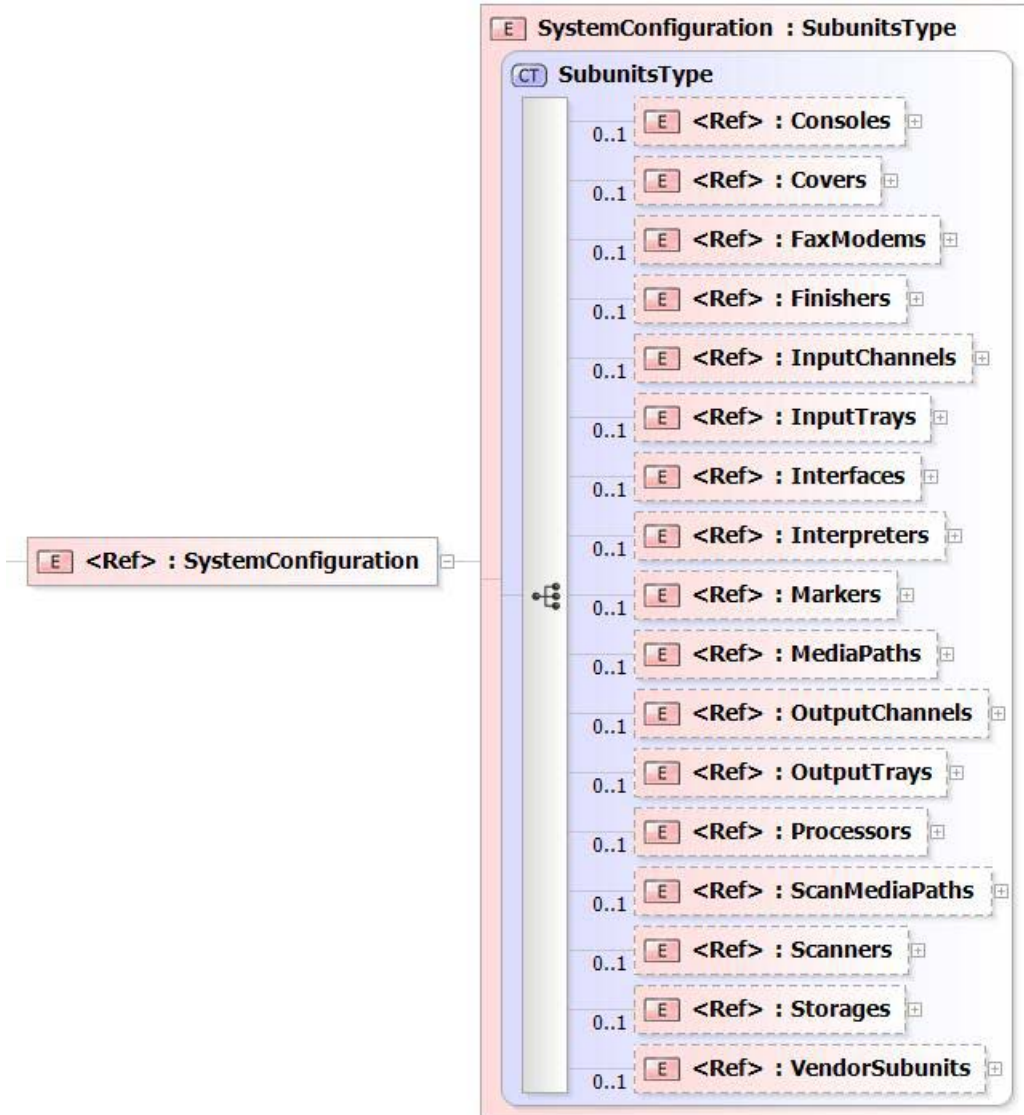 E SystemConfiguration : SubunitsType
CT SubunitsType
E <Ref> : Consoles
0..1
E <Ref> : Covers
0..1
E <Ref> : FaxModems
0..1
E <Ref> : Finishers
0..1
E <Ref> : InputChannels
0..1
E <Ref> : InputTrays
0..1
E <Ref> : Interfaces
0..1
E <Ref> : Interpreters
0..1
E <Ref> : SystemConfiguration
E <Ref> : Markers
0..1
E <Ref> : MediaPaths
0..1
E <Ref> : OutputChannels
0..1
E <Ref> : OutputTrays
0..1
E <Ref> : Processors
0..1
E <Ref> : ScanMediaPaths
0..1
E <Ref> : Scanners
0..1
E <Ref> : Storages
0..1
E <Ref> : VendorSubunits
0..1